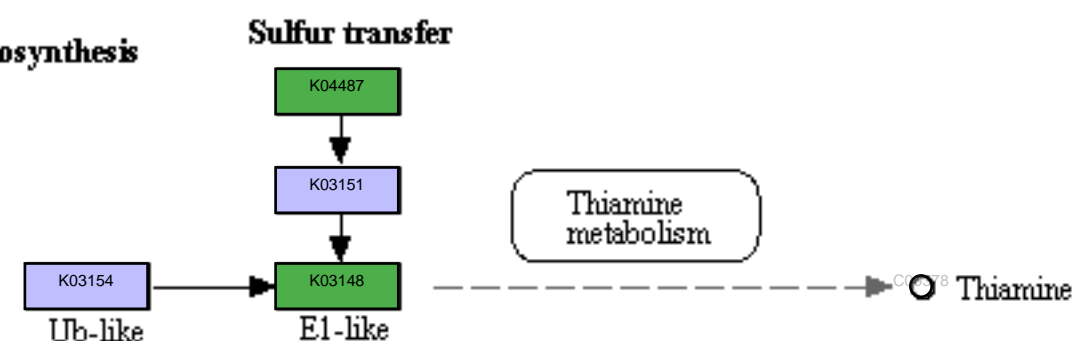 osynthesis
Sulfur transfer
K04487
K03151
Thiamine
metabolism
K03154
K03148
Thiamine
Ub-like
E1-like